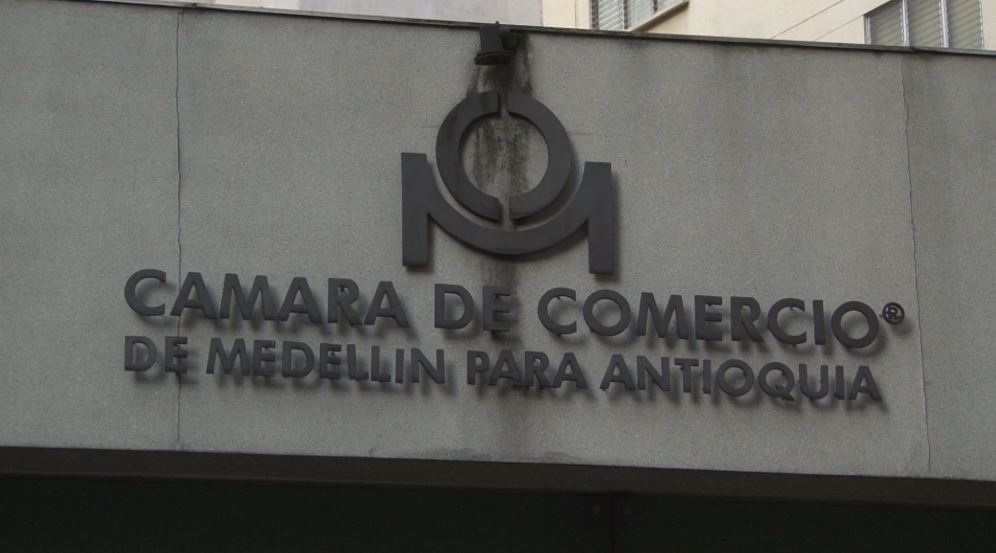 CAMARA DE COMERCIO®
DE MEDELLIN PARA ANTIOQUIA